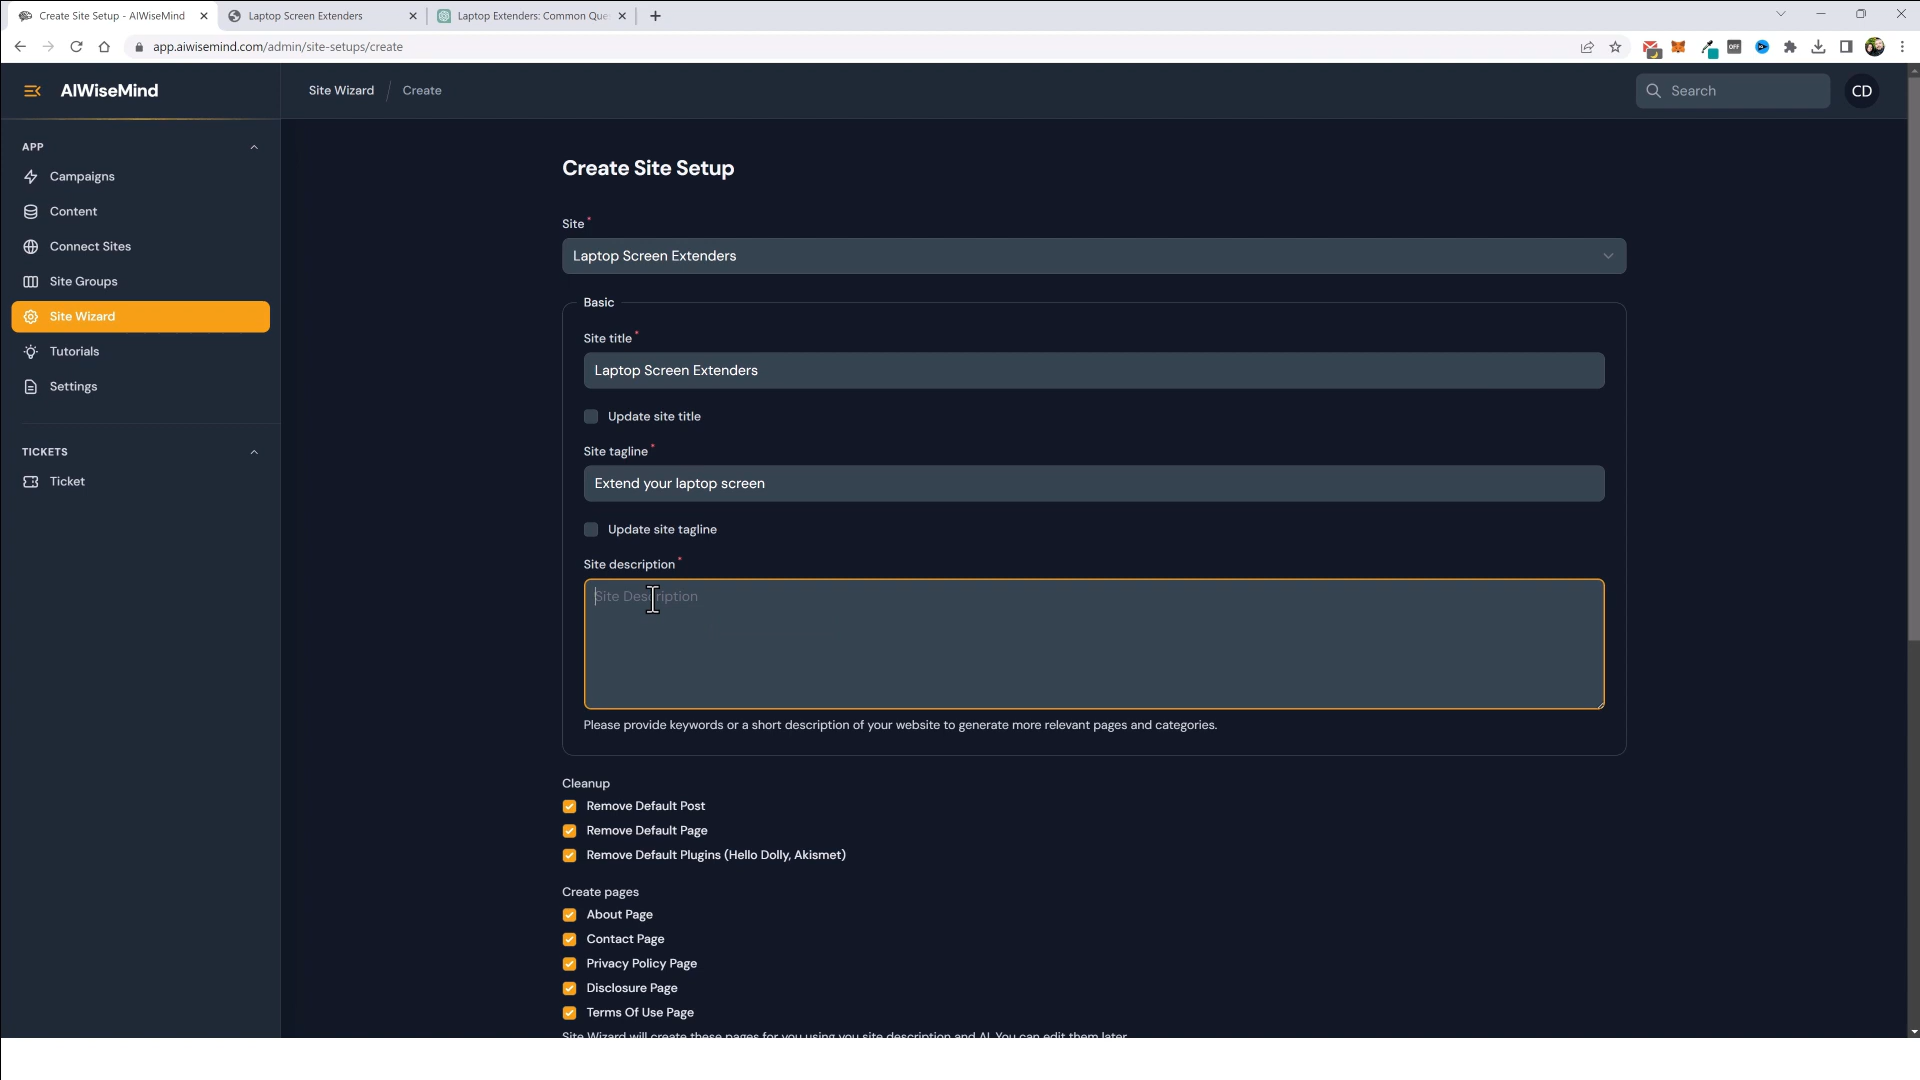 Create Site Setup - AIWiseMind
Laptop Screen Extenders
Laptop Extenders: Common Que
app.aiwisemind.com/admin/site-setups/create
OFF
AIWiseMind
Site Wizard / Create
Search
CD
APP
Campaigns
Content
Connect Sites
Site Groups
Site Wizard
Tutorials
Settings
TICKETS
Ticket
Create Site Setup
Site*
Laptop Screen Extenders
Basic
Site title*
Laptop Screen Extenders
Update site title
Site tagline*
Extend your laptop screen
Update site tagline
Site description*
Site Description
Please provide keywords or a short description of your website to generate more relevant pages and categories.
Cleanup
Remove Default Post
Remove Default Page
Remove Default Plugins (Hello Dolly, Akismet)
Create pages
About Page
Contact Page
Privacy Policy Page
Disclosure Page
Terms Of Use Page
Site Wizard will create these pages for you using you site description and AI. You can edit them later